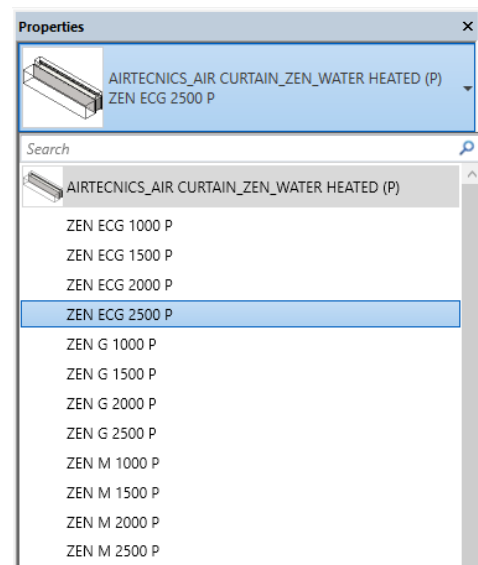 Properties
AIRTECNICS_AIR CURTAIN_ZEN_WATER HEATED (P)
ZEN ECG 2500 P
Search
AIRTECNICS_AIR CURTAIN_ZEN_WATER HEATED (P)
ZEN ECG 1000 P
ZEN ECG 1500 P
ZEN ECG 2000 P
ZEN ECG 2500 P
ZEN G 1000 P
ZEN G 1500 P
ZEN G 2000 P
ZEN G 2500 P
ZEN M 1000 P
ZEN M 1500 P
ZEN M 2000 P
ZEN M 2500 P